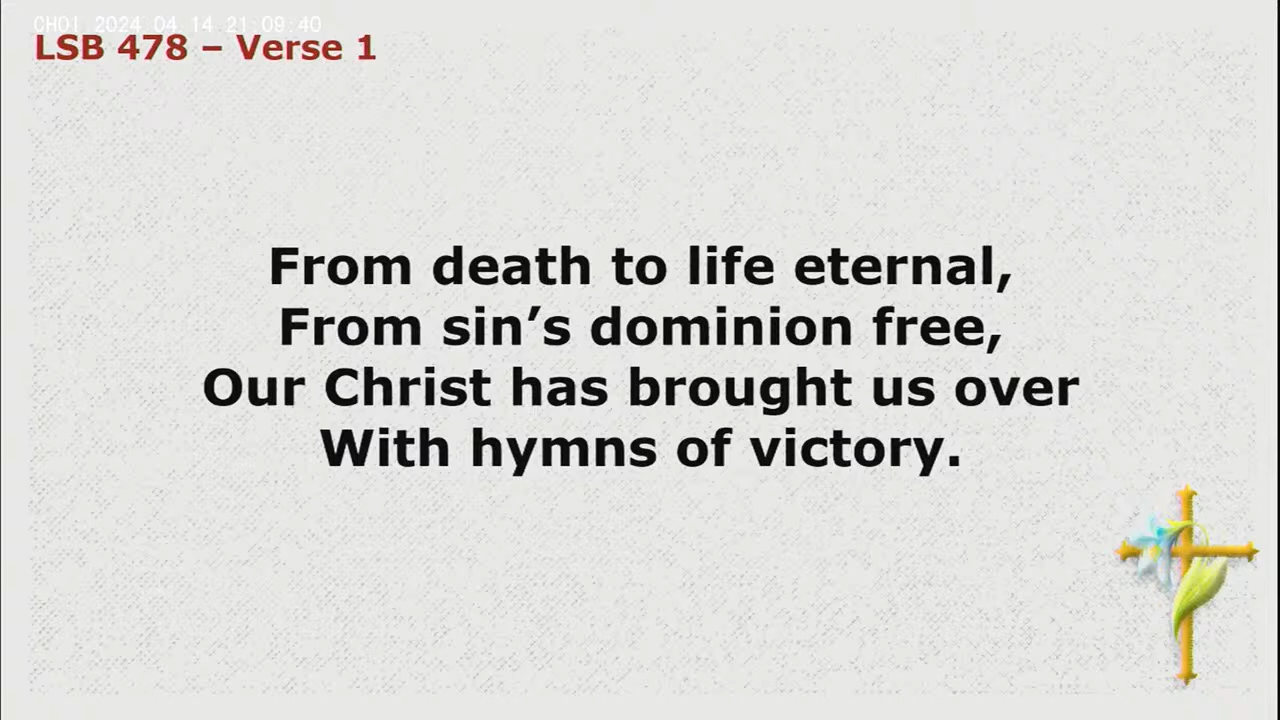 CH01 2024 04 14 21:09:40
LSB 478 – Verse 1
From death to life eternal,
From sin’s dominion free,
Our Christ has brought us over
With hymns of victory.